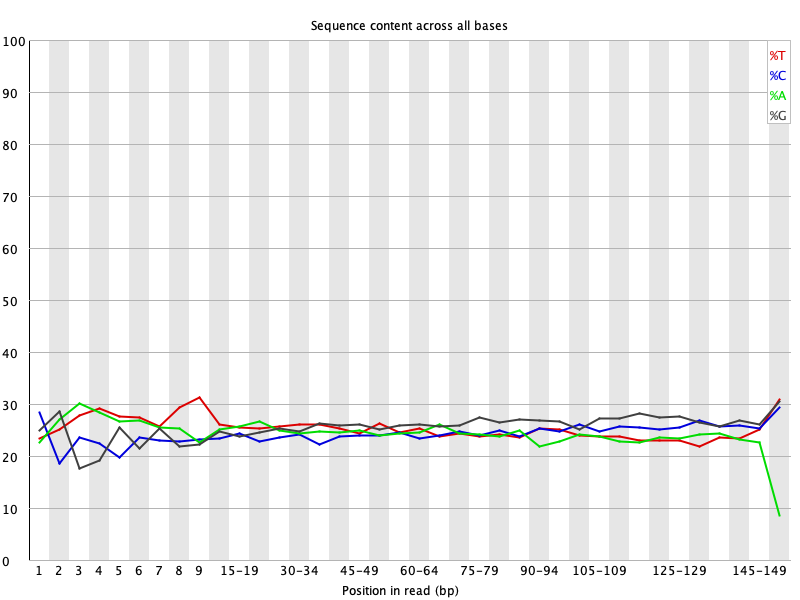 Sequence content across all bases
100
90
80
70
60
50
40
30
20
10
0
%T
%C
%A
%G
1 2 3 4 5 6 7 8 9 15-19 30-34 45-49 60-64 75-79 90-94 105-109 125-129 145-149
Position in read (bp)